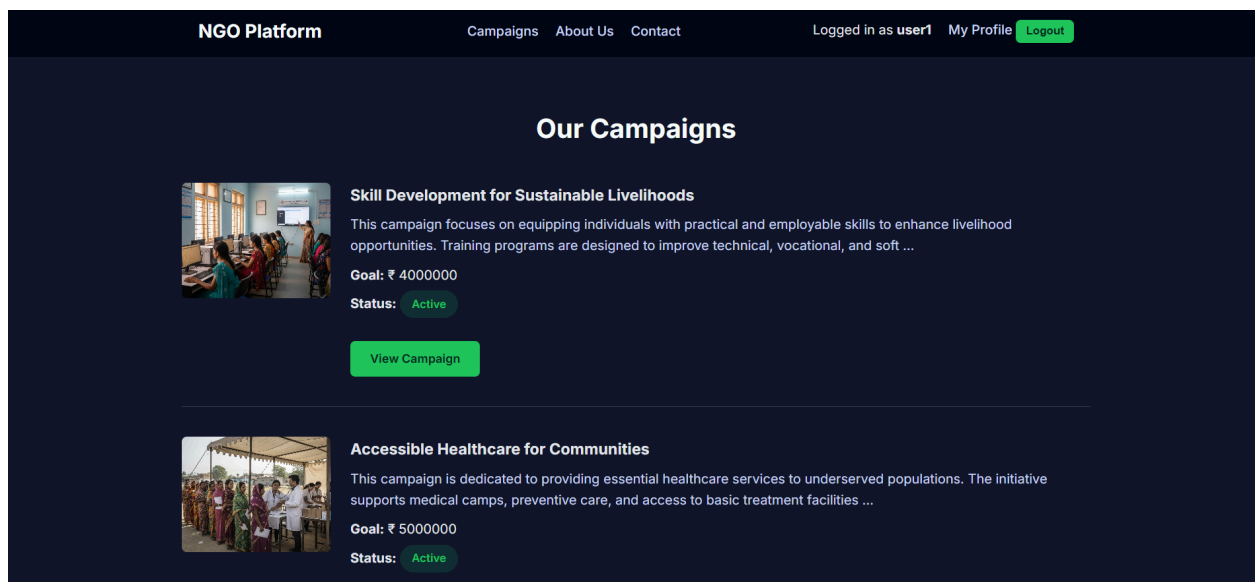 NGO Platform
Campaigns About Us Contact
Logged in as user1 My Profile Logout
Our Campaigns
Skill Development for Sustainable Livelihoods
This campaign focuses on equipping individuals with practical and employable skills to enhance livelihood
opportunities. Training programs are designed to improve technical, vocational, and soft ...
Goal: ₹ 4000000
Status: Active
View Campaign
Accessible Healthcare for Communities
This campaign is dedicated to providing essential healthcare services to underserved populations. The initiative
supports medical camps, preventive care, and access to basic treatment facilities ...
Goal: ₹ 5000000
Status: Active